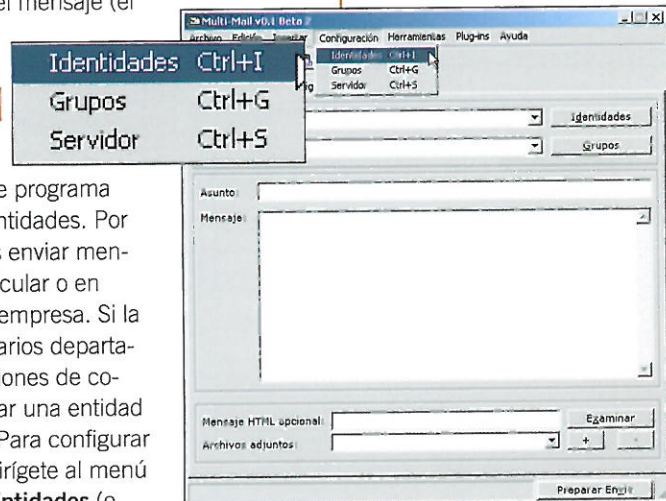 el mensaje (el
e programa
ntidades. Por
s enviar men-
cular o en
empresa. Si la
arios departa-
iones de co-
ar una entidad
Para configurar
irígete al menú
ntidades (o
Multi-Mail v0.1 Beta 2
Archivo Edición Insertar Configuración Herramientas Plug-ins Ayuda
Identidades Ctrl+I
Grupos Ctrl+G
Servidor Ctrl+S
Identidades Ctrl+I
Grupos Ctrl+G
Servidor Ctrl+S
Identidades
Grupos
Asunto:
Mensaje:
Mensaje HTML opcional:
Examinar
Archivos adjuntos:
+ -
Preparar Envío